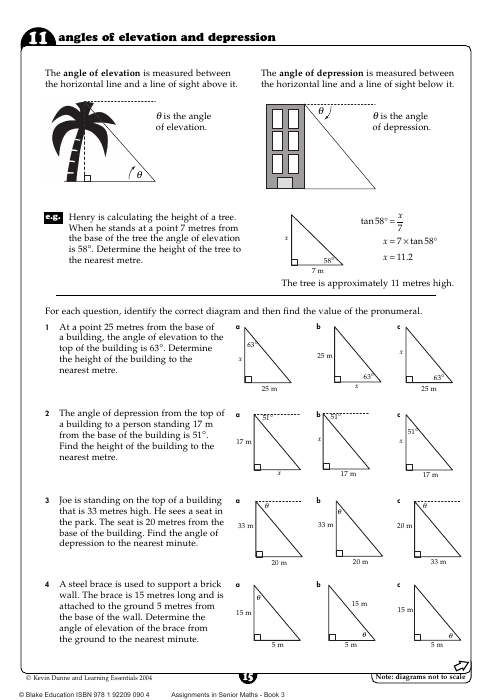 11 angles of elevation and depression
The angle of elevation is measured between
the horizontal line and a line of sight above it.
θ is the angle
of elevation.
θ
The angle of depression is measured between
the horizontal line and a line of sight below it.
θ
θ is the angle
of depression.
e.g. Henry is calculating the height of a tree.
When he stands at a point 7 metres from
the base of the tree the angle of elevation
is 58°. Determine the height of the tree to
the nearest metre.
x
58°
7 m
tan 58° = x/7
x = 7 × tan 58°
x = 11.2
The tree is approximately 11 metres high.
For each question, identify the correct diagram and then find the value of the pronumeral.
1 At a point 25 metres from the base of
a building, the angle of elevation to the
top of the building is 63°. Determine
the height of the building to the
nearest metre.
a
63°
x
25 m
b
25 m
63°
x
c
x
63°
25 m
2 The angle of depression from the top of
a building to a person standing 17 m
from the base of the building is 51°.
Find the height of the building to the
nearest metre.
a
51°
17 m
x
b
51°
x
17 m
c
51°
x
17 m
3 Joe is standing on the top of a building
that is 33 metres high. He sees a seat in
the park. The seat is 20 metres from the
base of the building. Find the angle of
depression to the nearest minute.
a
θ
33 m
20 m
b
θ
33 m
20 m
c
θ
20 m
33 m
4 A steel brace is used to support a brick
wall. The brace is 15 metres long and is
attached to the ground 5 metres from
the base of the wall. Determine the
angle of elevation of the brace from
the ground to the nearest minute.
a
θ
15 m
5 m
b
15 m
θ
5 m
c
15 m
θ
5 m
© Kevin Dunne and Learning Essentials 2004
15
Note: diagrams not to scale
© Blake Education ISBN 978 1 92209 090 4 Assignments in Senior Maths - Book 3